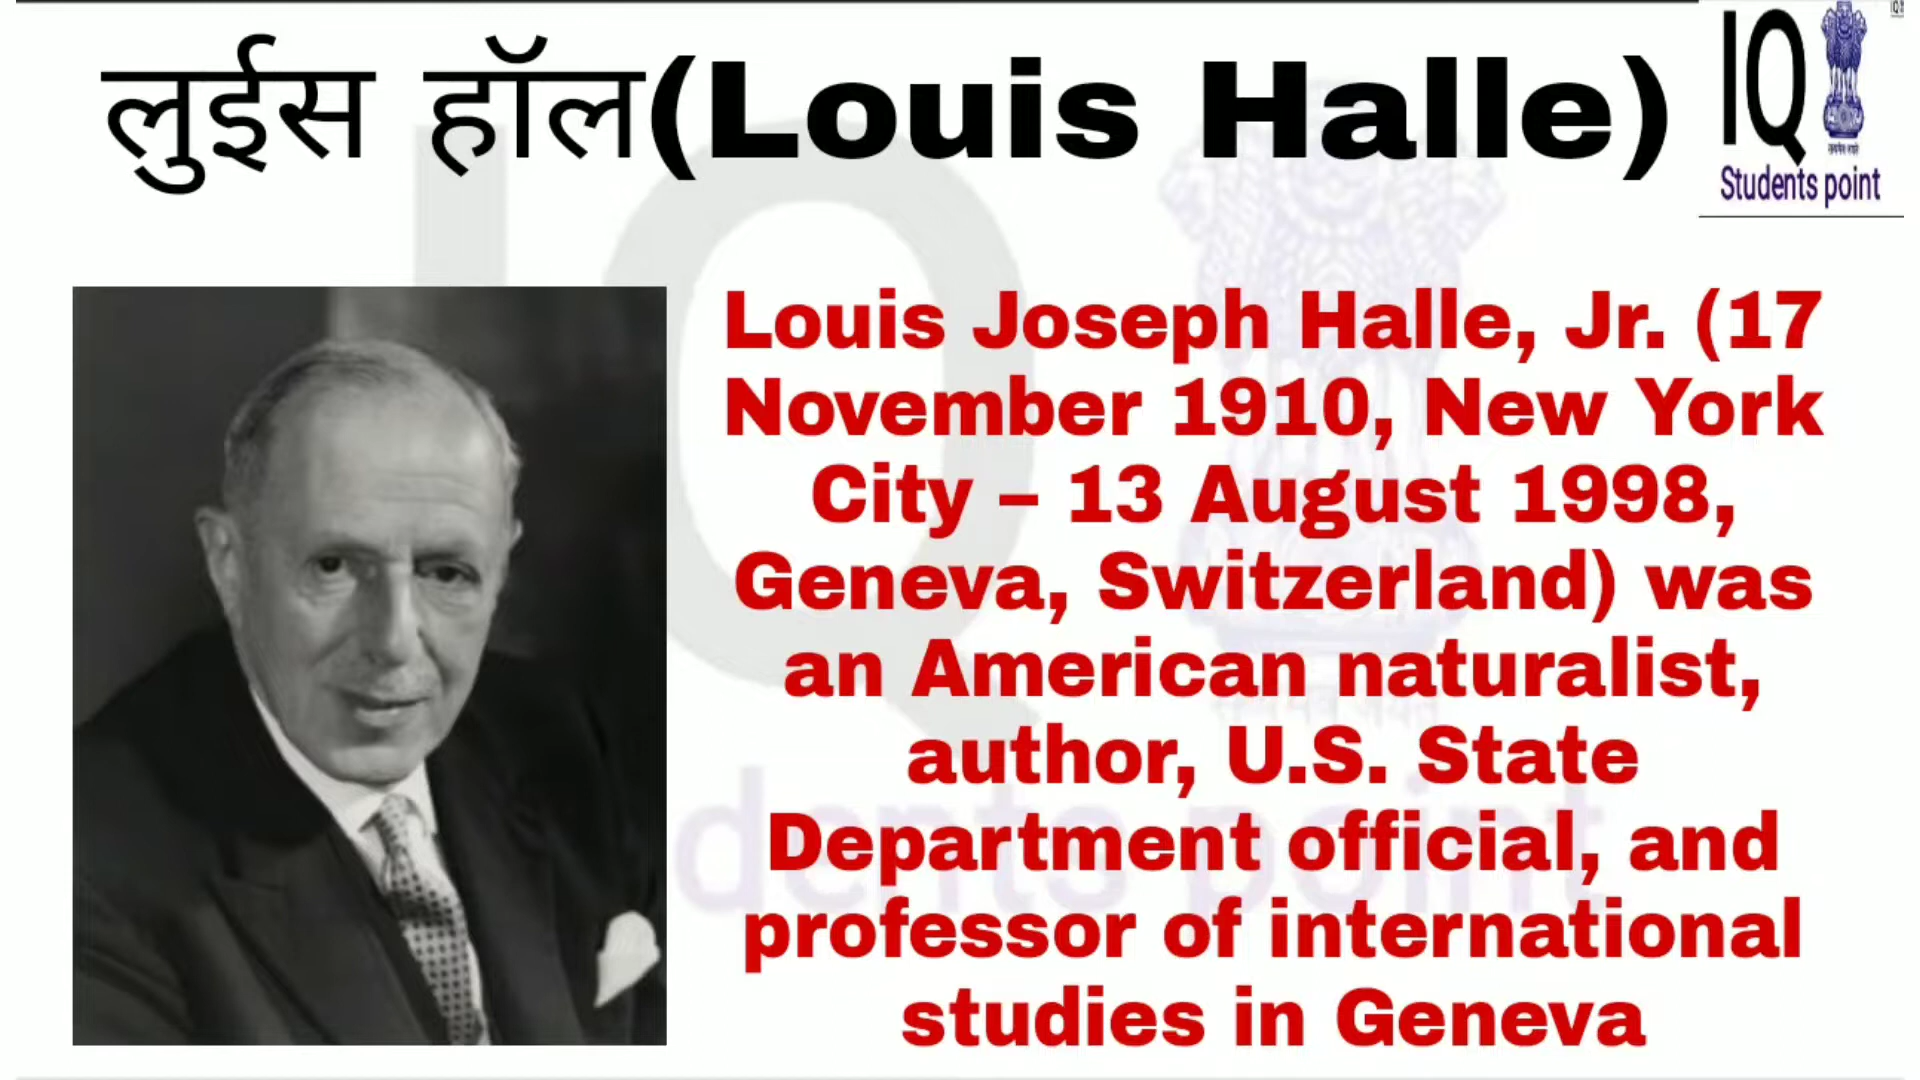 लुईस हॉल(Louis Halle)
IQ
Students point
Louis Joseph Halle, Jr. (17
November 1910, New York
City – 13 August 1998,
Geneva, Switzerland) was
an American naturalist,
author, U.S. State
Department official, and
professor of international
studies in Geneva